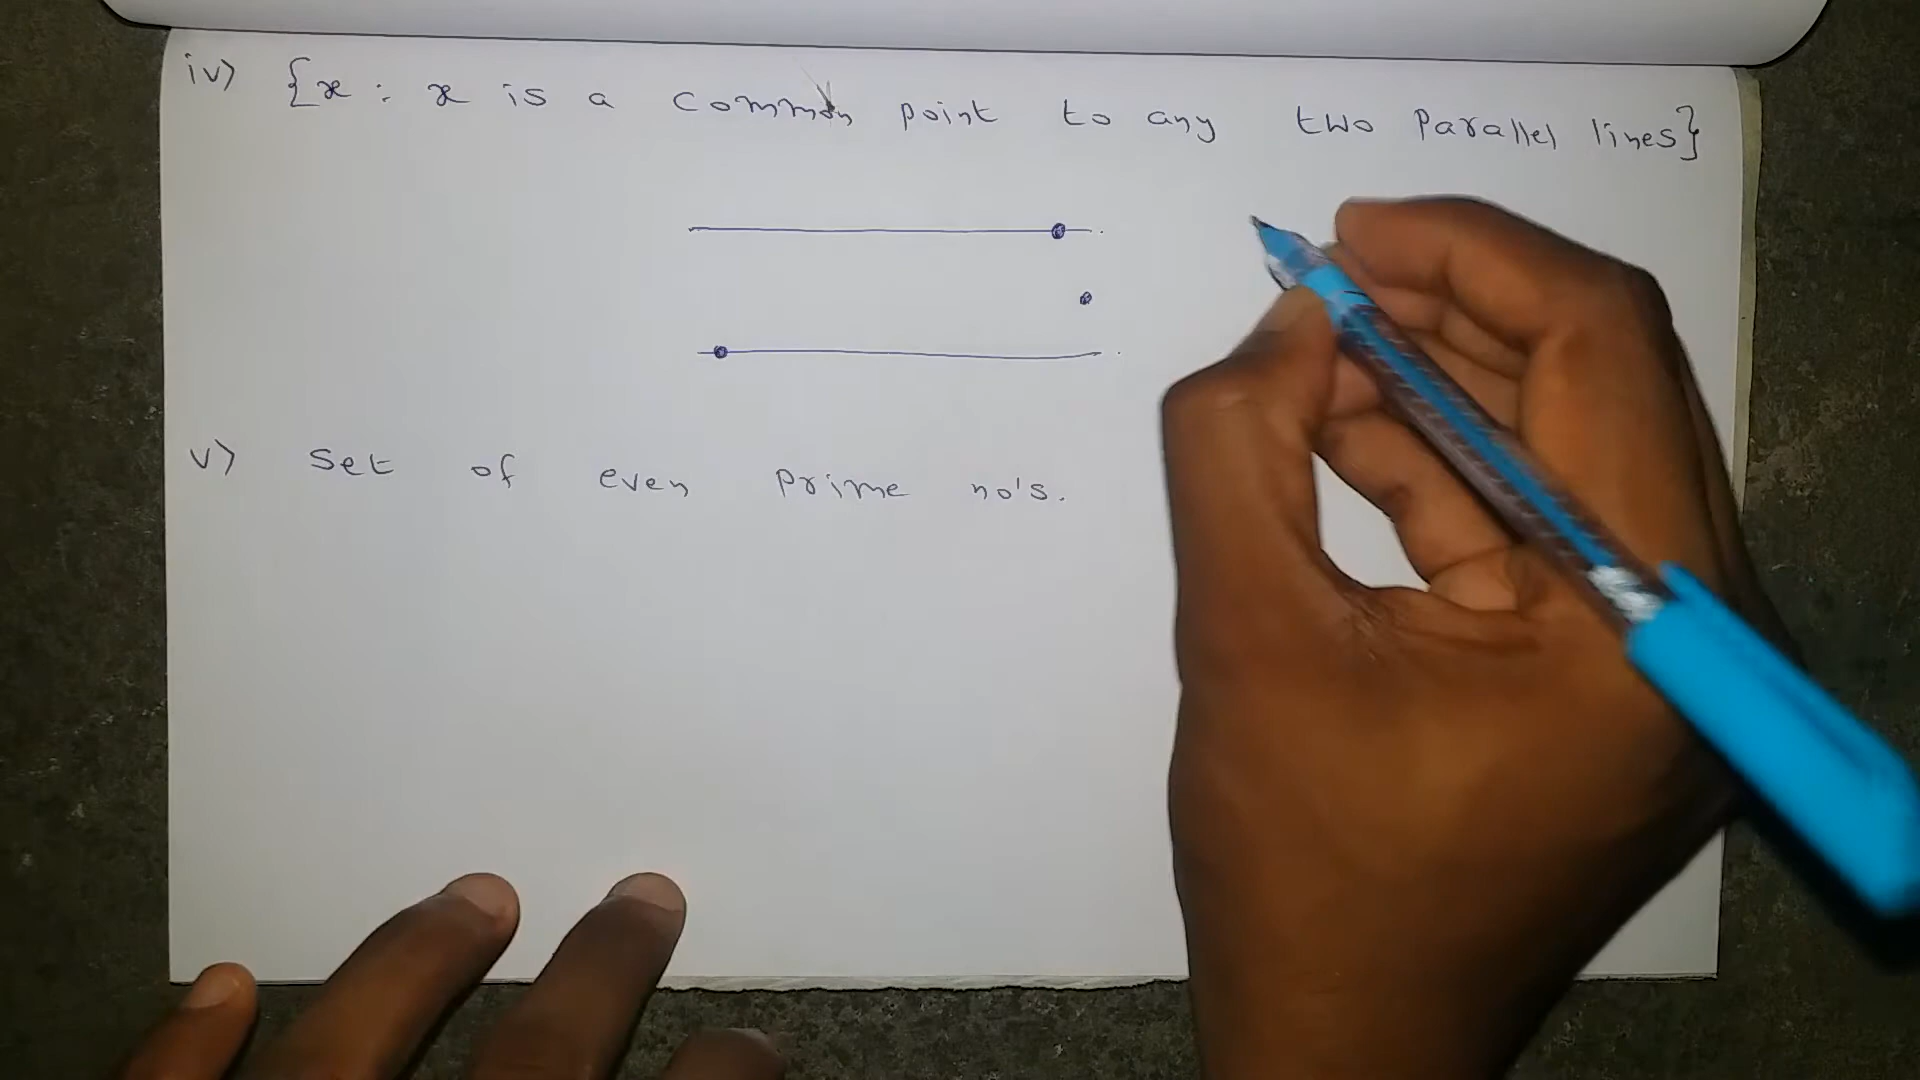 iv) {x : x is a common point to any two parallel lines}
v) set of even prime no's.